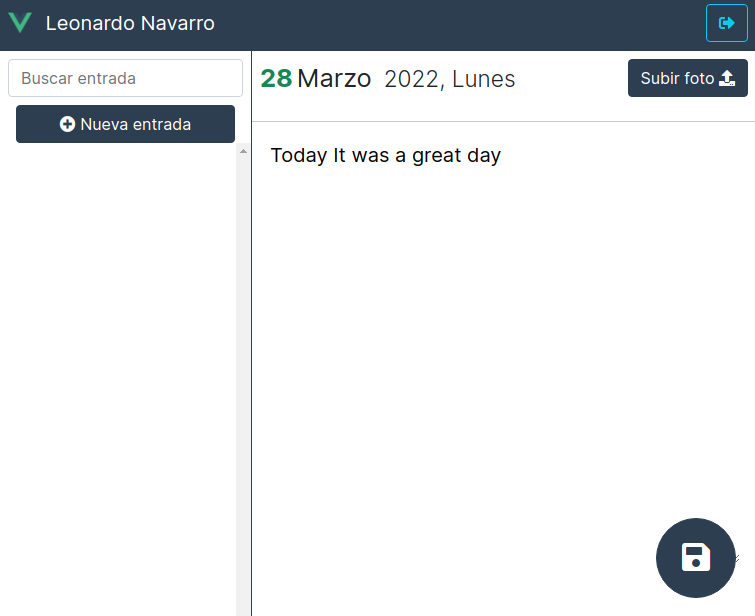 Leonardo Navarro
Buscar entrada
Nueva entrada
28 Marzo 2022, Lunes
Subir foto
Today It was a great day